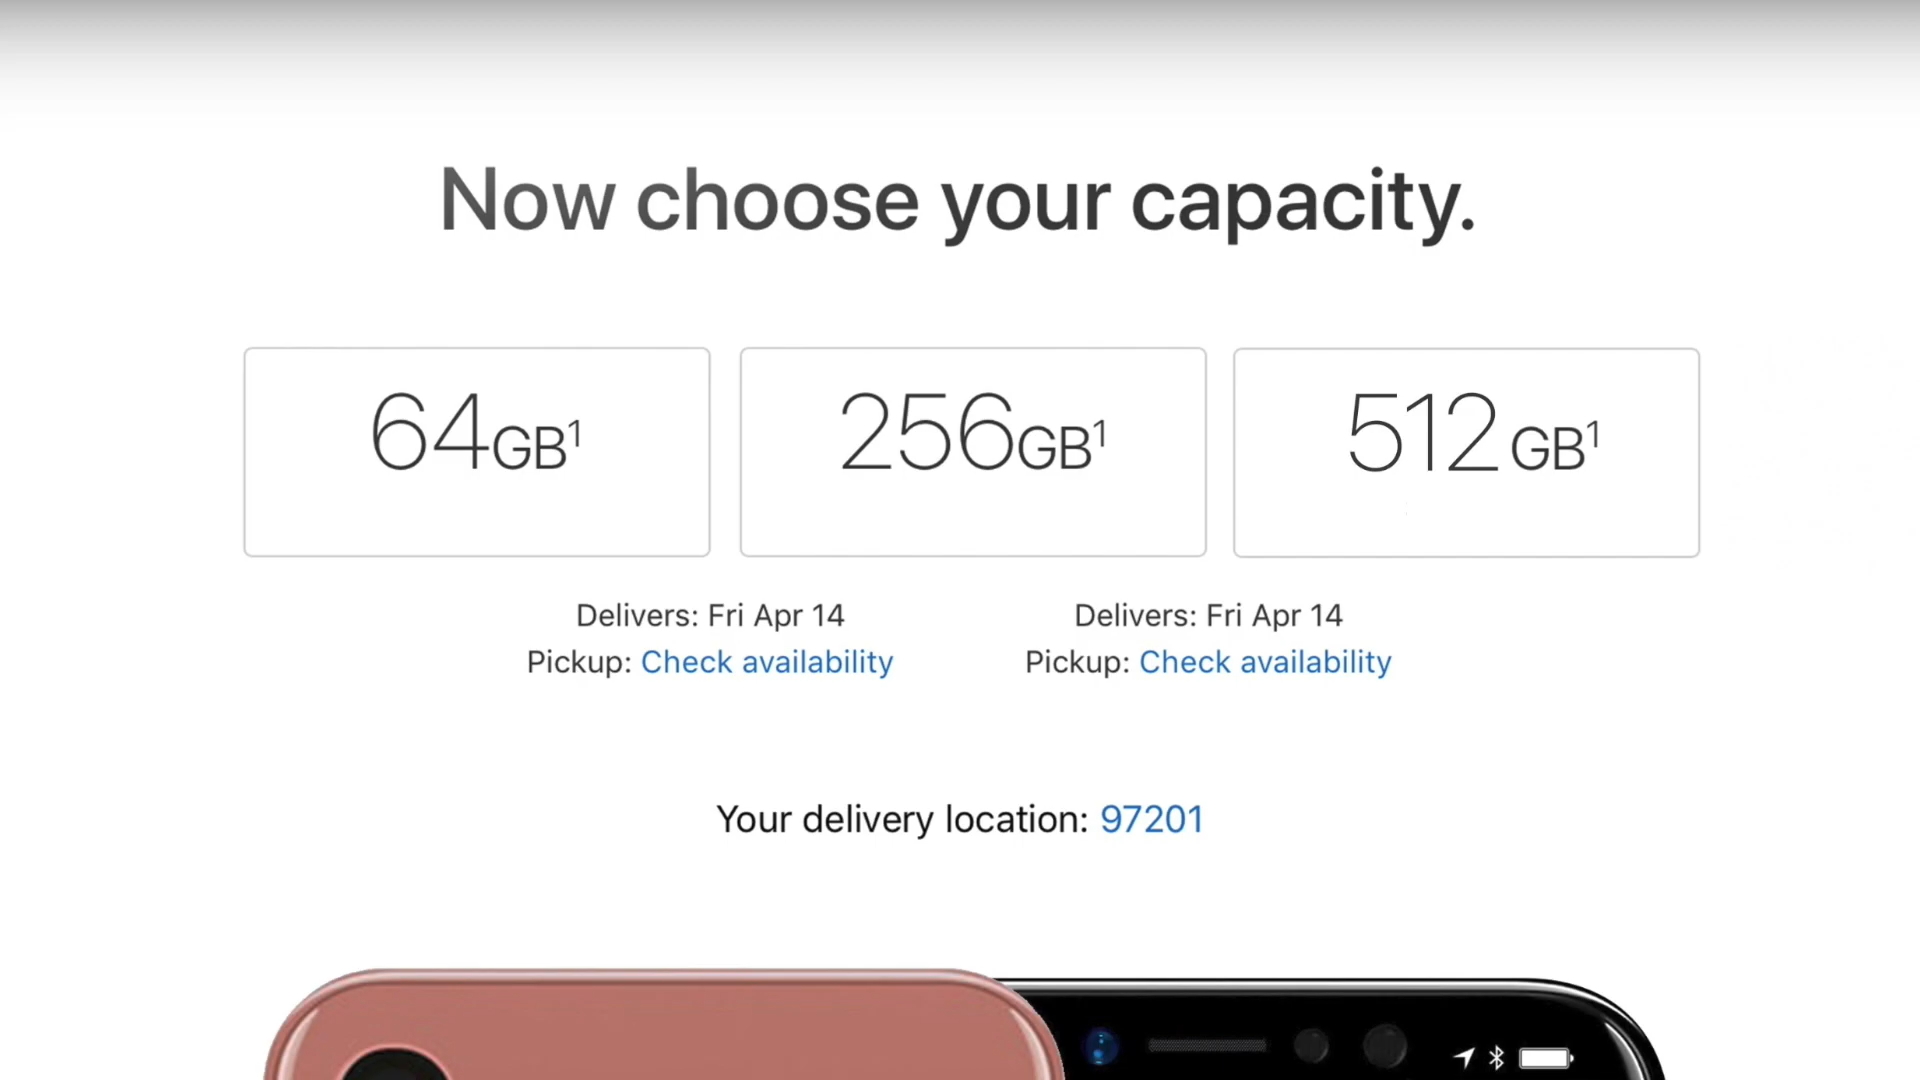 Now choose your capacity.
64GB¹
256GB¹
512GB¹
Delivers: Fri Apr 14
Pickup: Check availability
Delivers: Fri Apr 14
Pickup: Check availability
Your delivery location: 97201